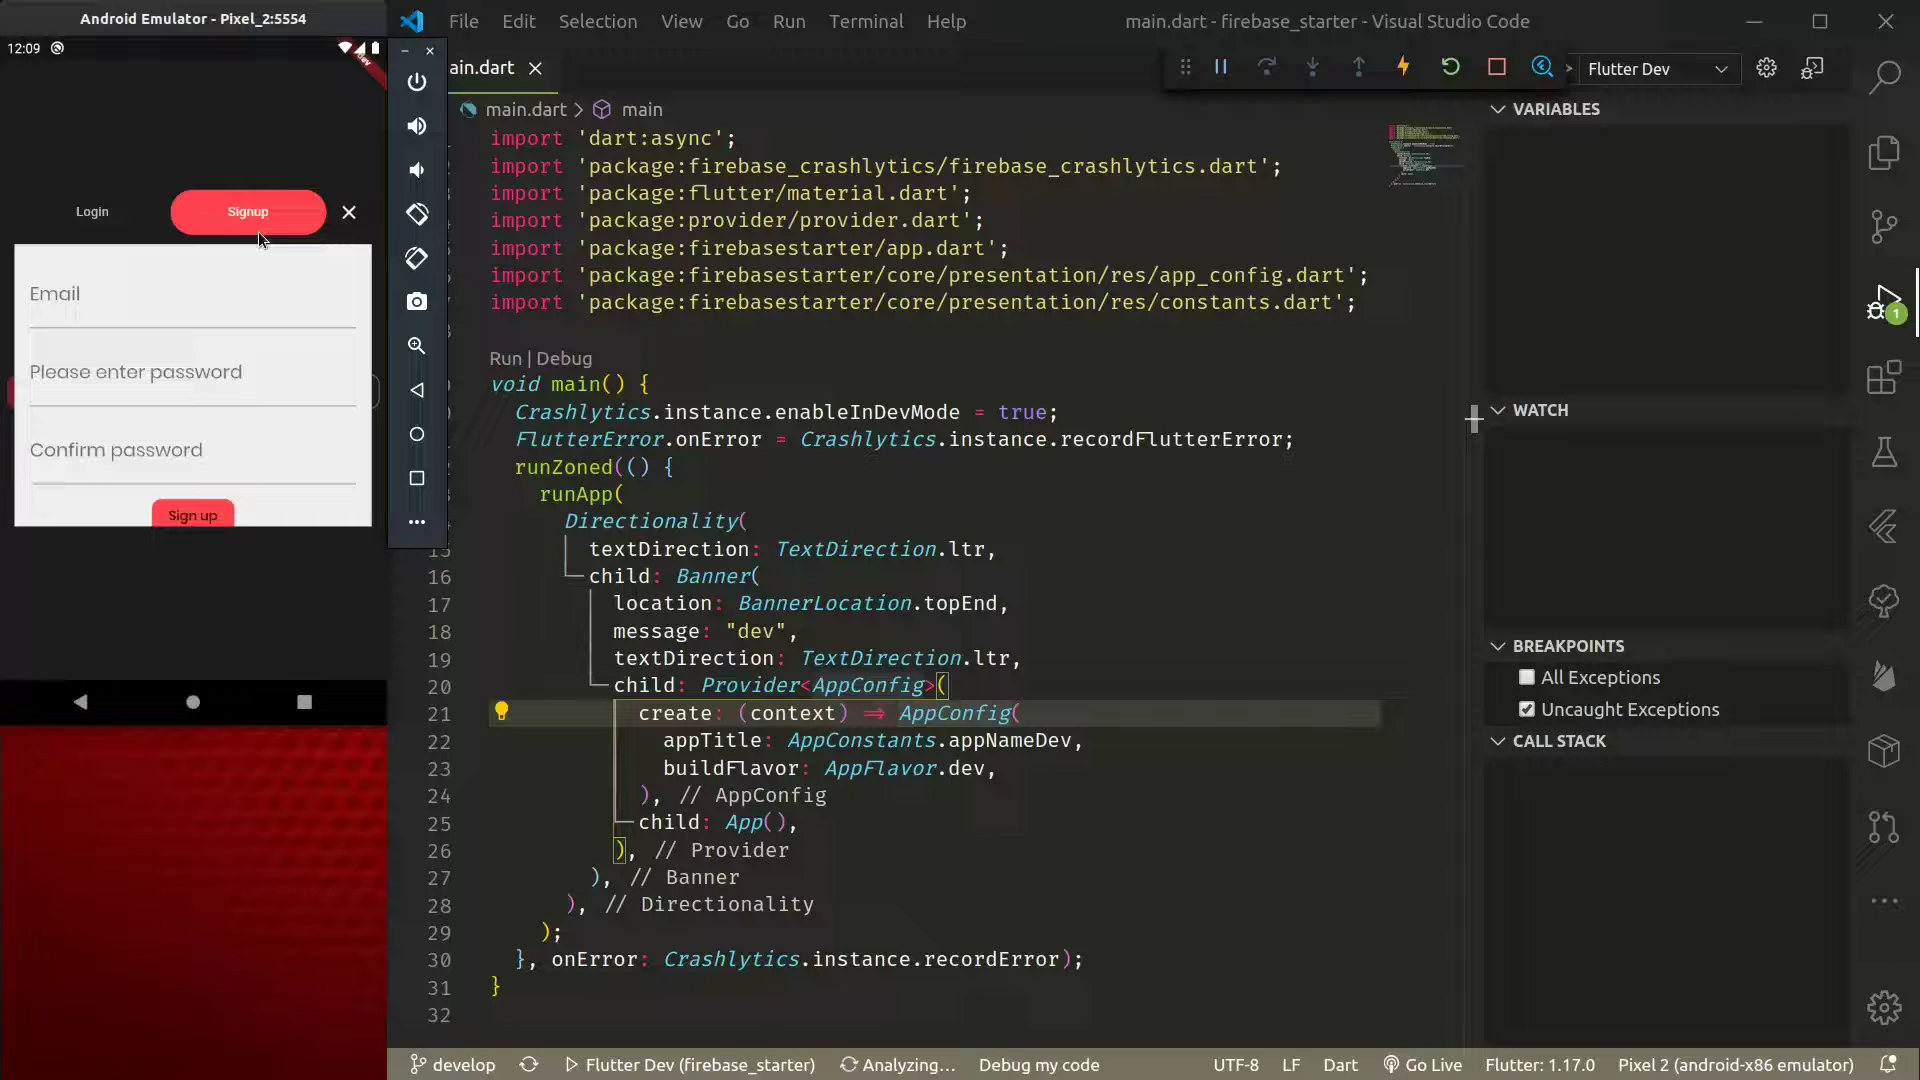 Android Emulator - Pixel_2:5554
File Edit Selection View Go Run Terminal Help
main.dart - firebase_starter - Visual Studio Code
12:09
dev
Login
Signup
Email
Please enter password
Confirm password
Sign up
ain.dart
Flutter Dev
main.dart > main
import 'dart:async';
import 'package:firebase_crashlytics/firebase_crashlytics.dart';
import 'package:flutter/material.dart';
import 'package:provider/provider.dart';
import 'package:firebasestarter/app.dart';
import 'package:firebasestarter/core/presentation/res/app_config.dart';
import 'package:firebasestarter/core/presentation/res/constants.dart';
Run | Debug
void main() {
Crashlytics.instance.enableInDevMode = true;
FlutterError.onError = Crashlytics.instance.recordFlutterError;
runZoned(() {
runApp(
Directionality(
15 textDirection: TextDirection.ltr,
16 child: Banner(
17 location: BannerLocation.topEnd,
18 message: "dev",
19 textDirection: TextDirection.ltr,
20 child: Provider<AppConfig>(
21 create: (context) => AppConfig(
22 appTitle: AppConstants.appNameDev,
23 buildFlavor: AppFlavor.dev,
24 ), // AppConfig
25 child: App(),
26 ), // Provider
27 ), // Banner
28 ), // Directionality
29 );
30 }, onError: Crashlytics.instance.recordError);
31 }
32
VARIABLES
WATCH
BREAKPOINTS
All Exceptions
Uncaught Exceptions
CALL STACK
1
develop
Flutter Dev (firebase_starter)
Analyzing...
Debug my code
UTF-8
LF
Dart
Go Live
Flutter: 1.17.0
Pixel 2 (android-x86 emulator)